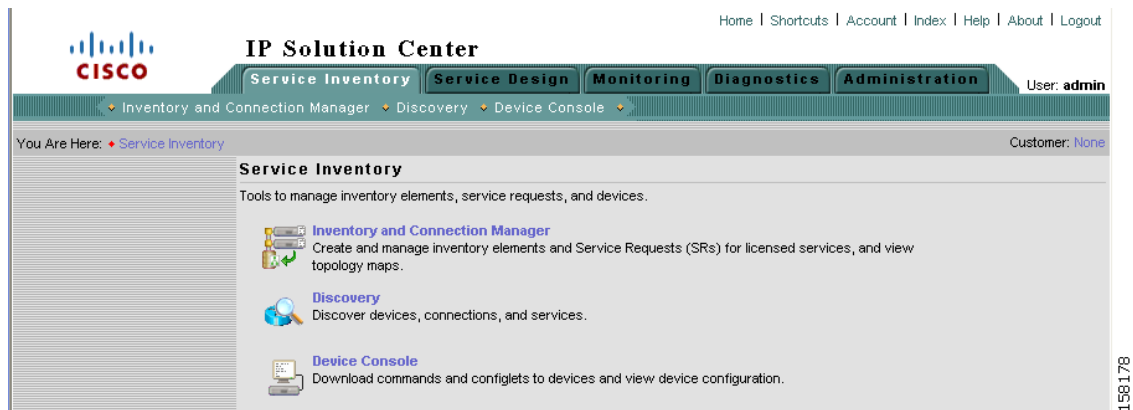 Home | Shortcuts | Account | Index | Help | About | Logout
CISCO
IP Solution Center
Service Inventory Service Design Monitoring Diagnostics Administration
User: admin
Inventory and Connection Manager Discovery Device Console
You Are Here: Service Inventory
Customer: None
Service Inventory
Tools to manage inventory elements, service requests, and devices.
Inventory and Connection Manager
Create and manage inventory elements and Service Requests (SRs) for licensed services, and view
topology maps.
Discovery
Discover devices, connections, and services.
Device Console
Download commands and configlets to devices and view device configuration.
158178